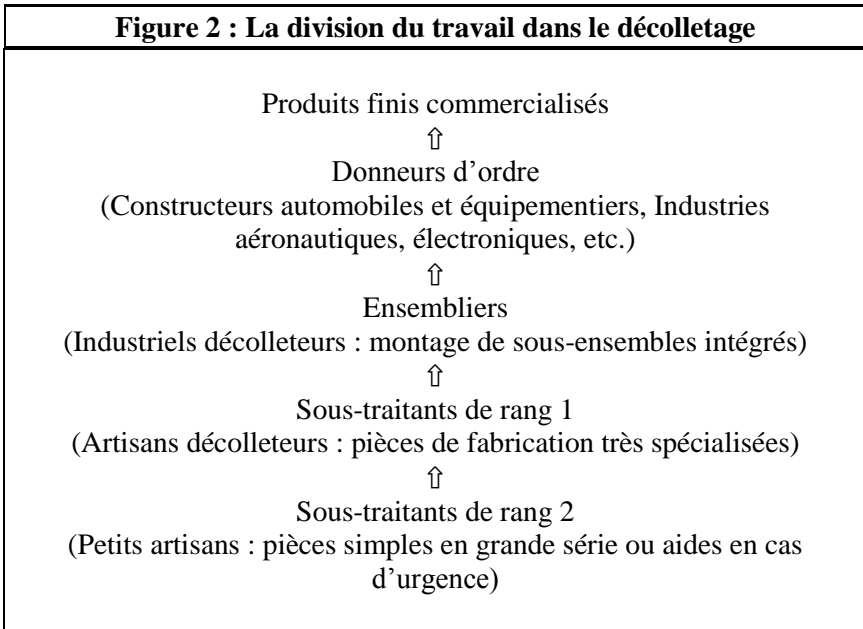 Figure 2 : La division du travail dans le décolletage
Produits finis commercialisés
⇧
Donneurs d’ordre
(Constructeurs automobiles et équipementiers, Industries
aéronautiques, électroniques, etc.)
⇧
Ensembliers
(Industriels décolleteurs : montage de sous-ensembles intégrés)
⇧
Sous-traitants de rang 1
(Artisans décolleteurs : pièces de fabrication très spécialisées)
⇧
Sous-traitants de rang 2
(Petits artisans : pièces simples en grande série ou aides en cas
d’urgence)